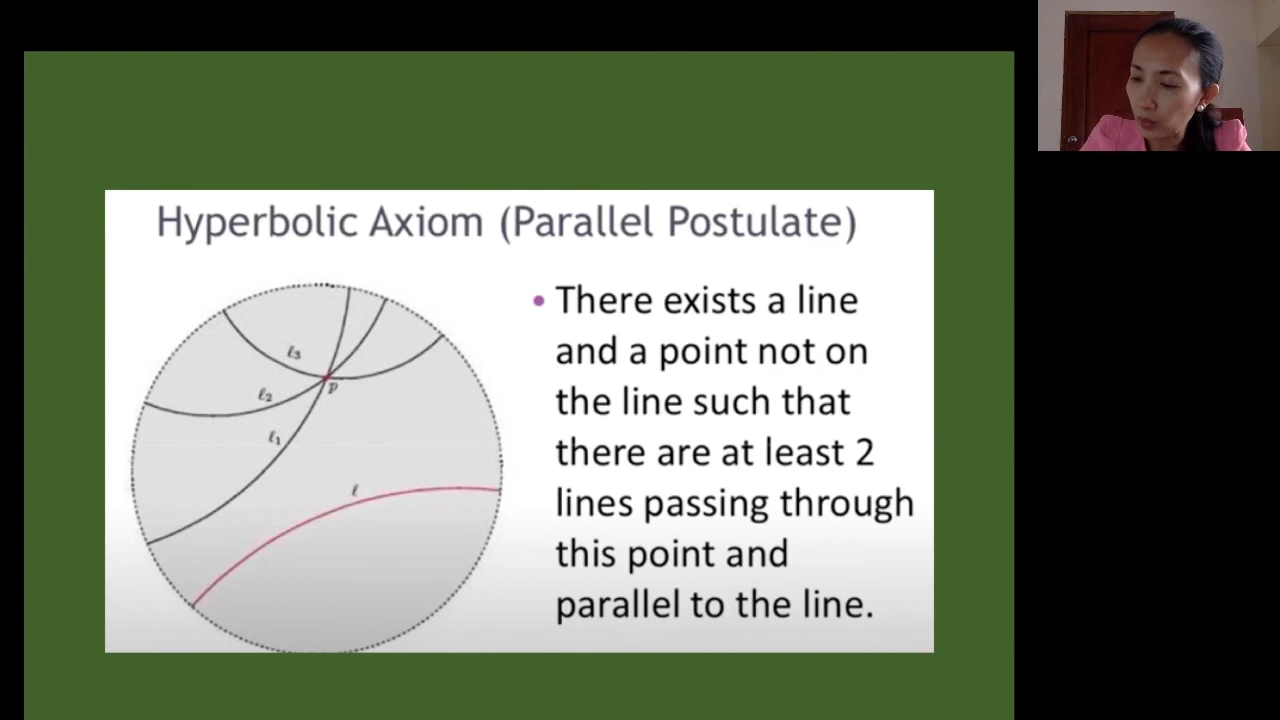 Hyperbolic Axiom (Parallel Postulate)
• There exists a line
and a point not on
the line such that
there are at least 2
lines passing through
this point and
parallel to the line.
ℓ₃
p
ℓ₂
ℓ₁
ℓ